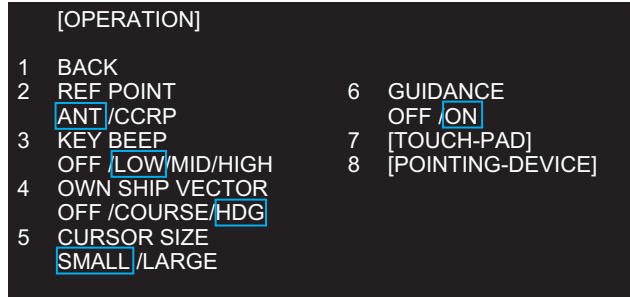 [OPERATION]
1 BACK
2 REF POINT
ANT /CCRP
3 KEY BEEP
OFF /LOW/MID/HIGH
4 OWN SHIP VECTOR
OFF /COURSE/HDG
5 CURSOR SIZE
SMALL /LARGE
6 GUIDANCE
OFF /ON
7 [TOUCH-PAD]
8 [POINTING-DEVICE]